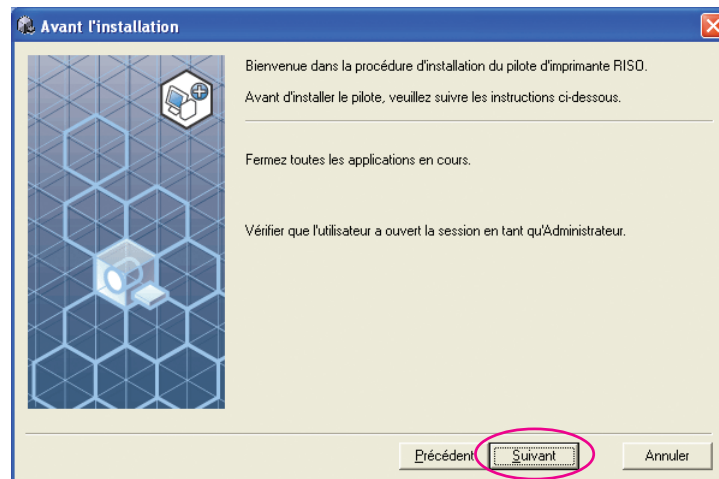 Avant l'installation
Bienvenue dans la procédure d'installation du pilote d'imprimante RISO.
Avant d'installer le pilote, veuillez suivre les instructions ci-dessous.
Fermez toutes les applications en cours.
Vérifier que l'utilisateur a ouvert la session en tant qu'Administrateur.
Précédent
Suivant
Annuler